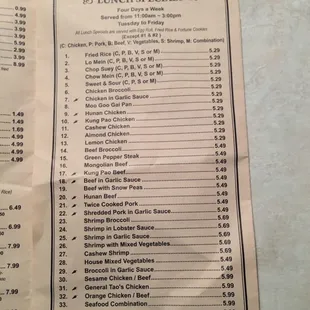 LUNCH SPECIALS
Four Days a Week
Served from 11:00am ~ 3:00pm
Tuesday to Friday
All Lunch Specials are served with Egg Roll, Fried Rice & Fortune Cookies
(Except #1 & #2 )
(C: Chicken, P: Pork, B: Beef, V: Vegetables, S: Shrimp, M: Combination)
1. Fried Rice (C, P, B, V, S or M) 5.29
2. Lo Mein (C, P, B, V, S or M) 5.29
3. Chop Suey (C, P, B, V, S or M) 5.29
4. Chow Mein (C, P, B, V, S or M) 5.29
5. Sweet & Sour (C, P, S or M) 5.29
6. Chicken Broccoli 5.29
7. Chicken in Garlic Sauce 5.29
8. Moo Goo Gai Pan 5.29
9. Hunan Chicken 5.29
10. Kung Pao Chicken 5.29
11. Cashew Chicken 5.29
12. Almond Chicken 5.29
13. Lemon Chicken 5.29
14. Beef Broccoli 5.49
15. Green Pepper Steak 5.49
16. Mongolian Beef 5.49
17. Kung Pao Beef 5.49
18. Beef in Garlic Sauce 5.49
19. Beef with Snow Peas 5.49
20. Hunan Beef 5.49
21. Twice Cooked Pork 5.49
22. Shredded Pork in Garlic Sauce 5.49
23. Shrimp Broccoli 5.69
24. Shrimp in Lobster Sauce 5.69
25. Shrimp in Garlic Sauce 5.69
26. Shrimp with Mixed Vegetables 5.69
27. Cashew Shrimp 5.69
28. House Mixed Vegetables 5.49
29. Broccoli in Garlic Sauce 5.49
30. Sesame Chicken / Beef 5.99
31. General Tao's Chicken 5.99
32. Orange Chicken / Beef 5.99
33. Seafood Combination 5.99